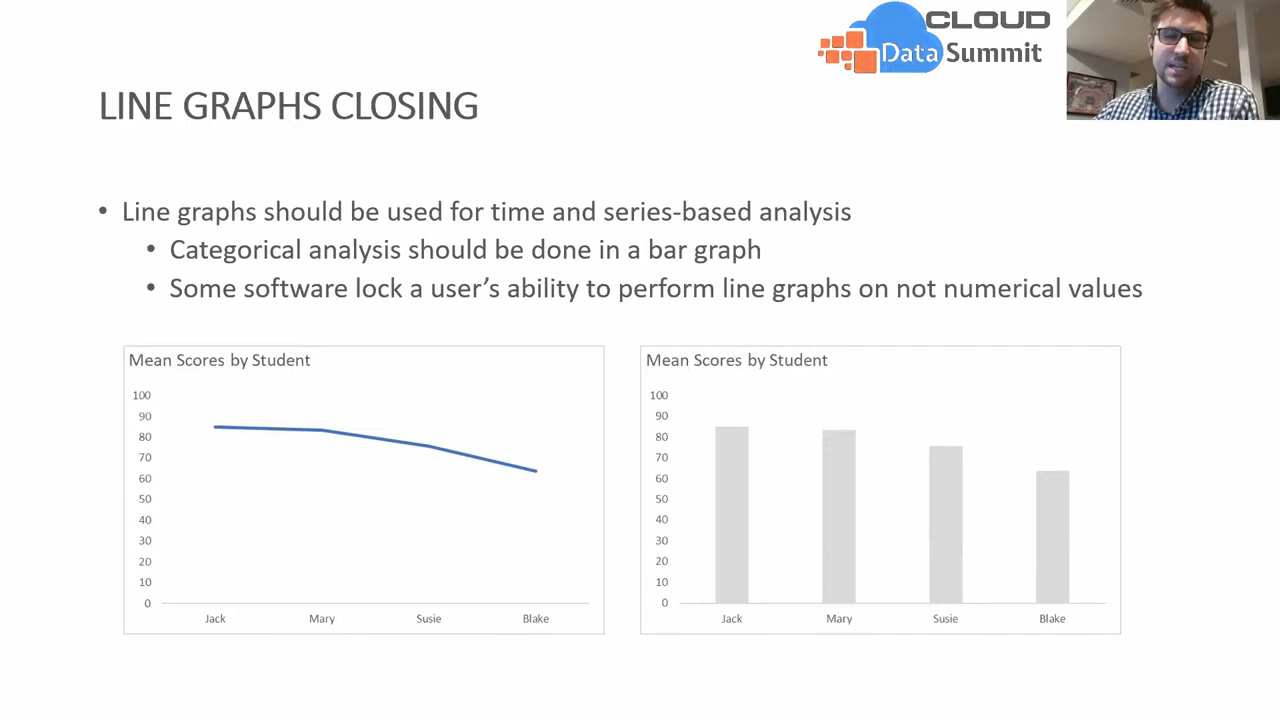 CLOUD
Data Summit
LINE GRAPHS CLOSING
• Line graphs should be used for time and series-based analysis
• Categorical analysis should be done in a bar graph
• Some software lock a user’s ability to perform line graphs on not numerical values
Mean Scores by Student
100
90
80
70
60
50
40
30
20
10
0
Jack Mary Susie Blake
Mean Scores by Student
100
90
80
70
60
50
40
30
20
10
0
Jack Mary Susie Blake